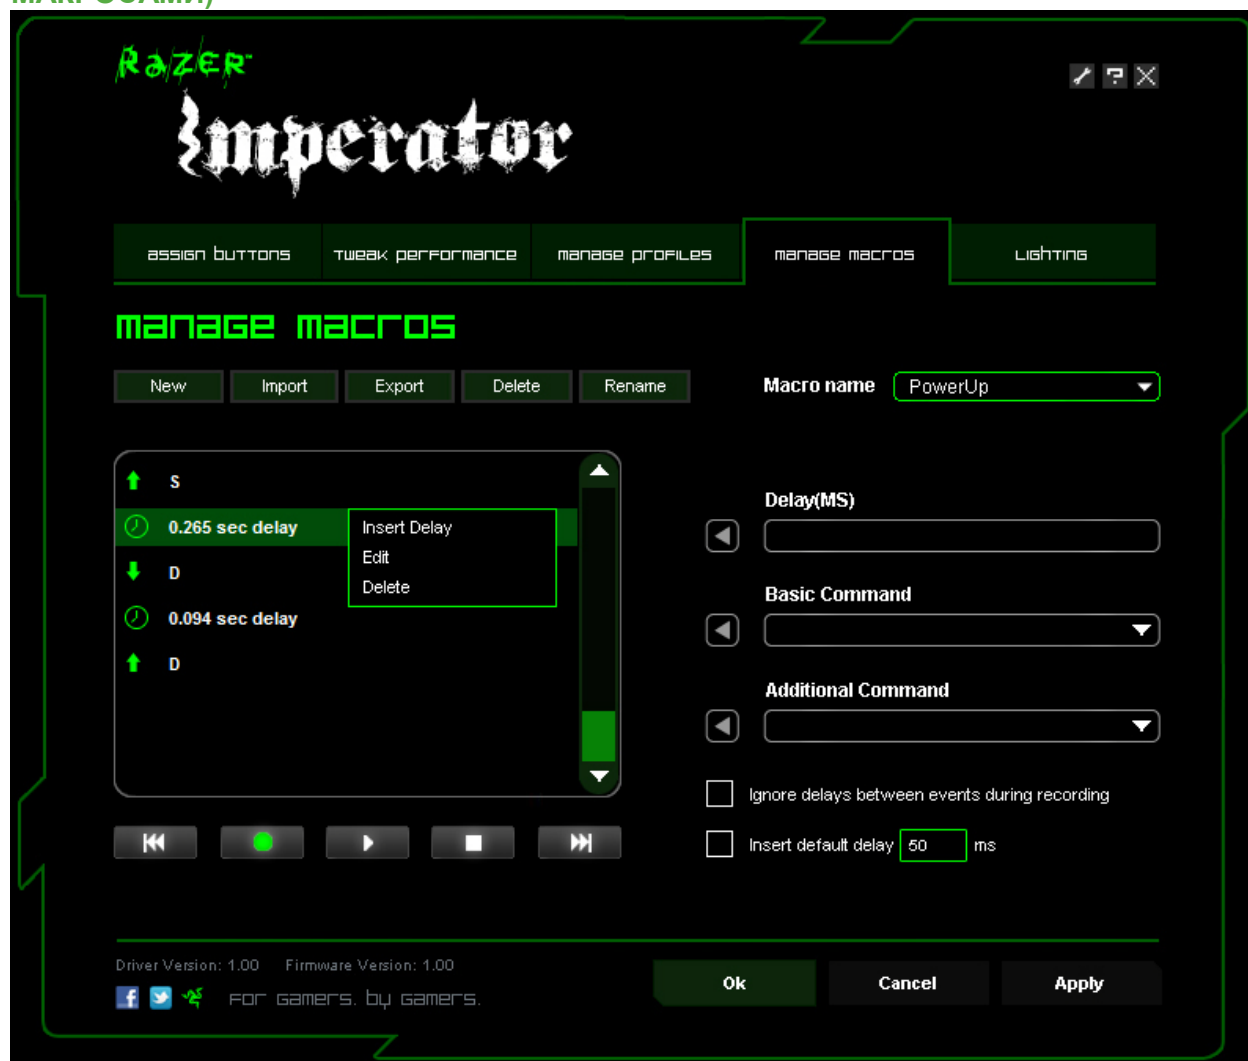 МАКРОСАМИ)
RAZER™
Imperator
assign buttons
Tweak performance
manage profiles
manage macros
Lighting
manage macros
New
Import
Export
Delete
Rename
Macro name
PowerUp
S
0.265 sec delay
Insert Delay
Edit
Delete
D
0.094 sec delay
D
Delay(MS)
Basic Command
Additional Command
Ignore delays between events during recording
Insert default delay 50 ms
Driver Version: 1.00 Firmware Version: 1.00
For gamers. by gamers.
Ok
Cancel
Apply